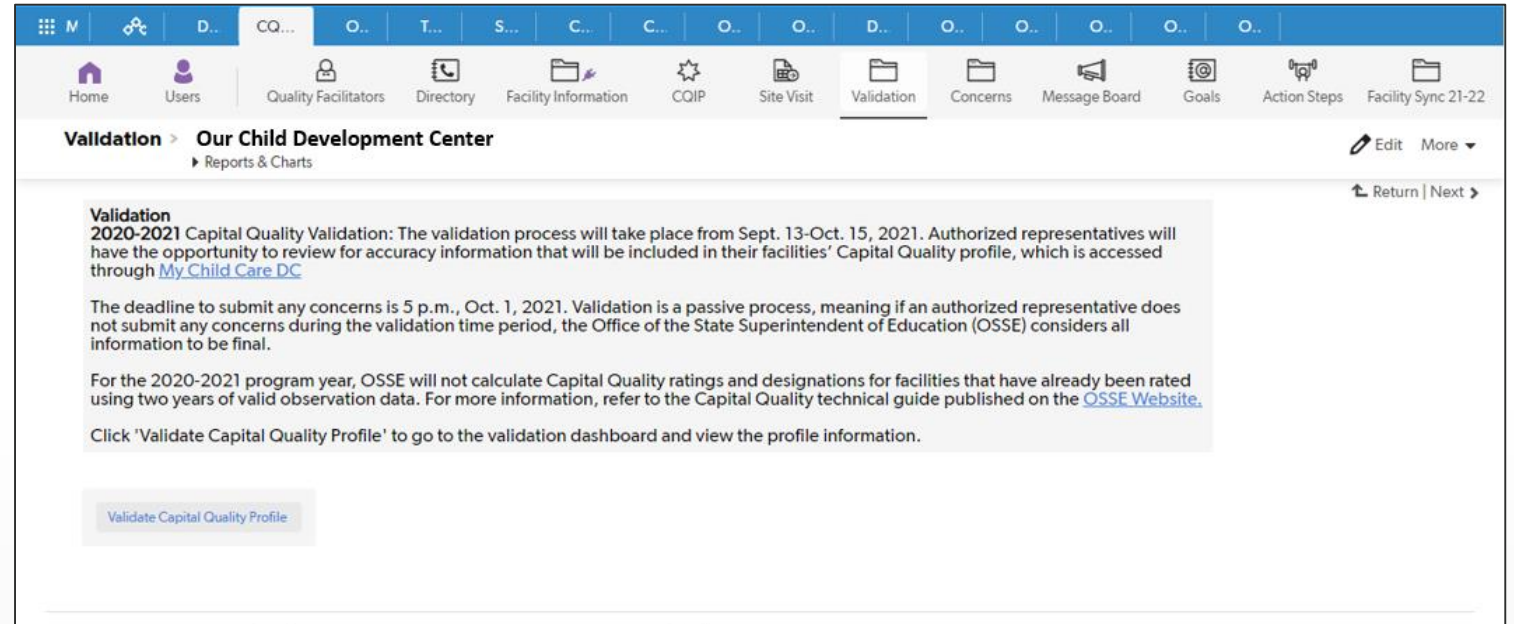 M D... CQ... O.. T... S... C... C... O.. O.. D... O.. O... O.. O.. O..
Home Users Quality Facilitators Directory Facility Information CQIP Site Visit Validation Concerns Message Board Goals Action Steps Facility Sync 21-22
Validation > Our Child Development Center
Reports & Charts
Edit More
Return | Next >
Validation
2020-2021 Capital Quality Validation: The validation process will take place from Sept. 13-Oct. 15, 2021. Authorized representatives will
have the opportunity to review for accuracy information that will be included in their facilities’ Capital Quality profile, which is accessed
through My Child Care DC
The deadline to submit any concerns is 5 p.m., Oct. 1, 2021. Validation is a passive process, meaning if an authorized representative does
not submit any concerns during the validation time period, the Office of the State Superintendent of Education (OSSE) considers all
information to be final.
For the 2020-2021 program year, OSSE will not calculate Capital Quality ratings and designations for facilities that have already been rated
using two years of valid observation data. For more information, refer to the Capital Quality technical guide published on the OSSE Website.
Click 'Validate Capital Quality Profile' to go to the validation dashboard and view the profile information.
Validate Capital Quality Profile